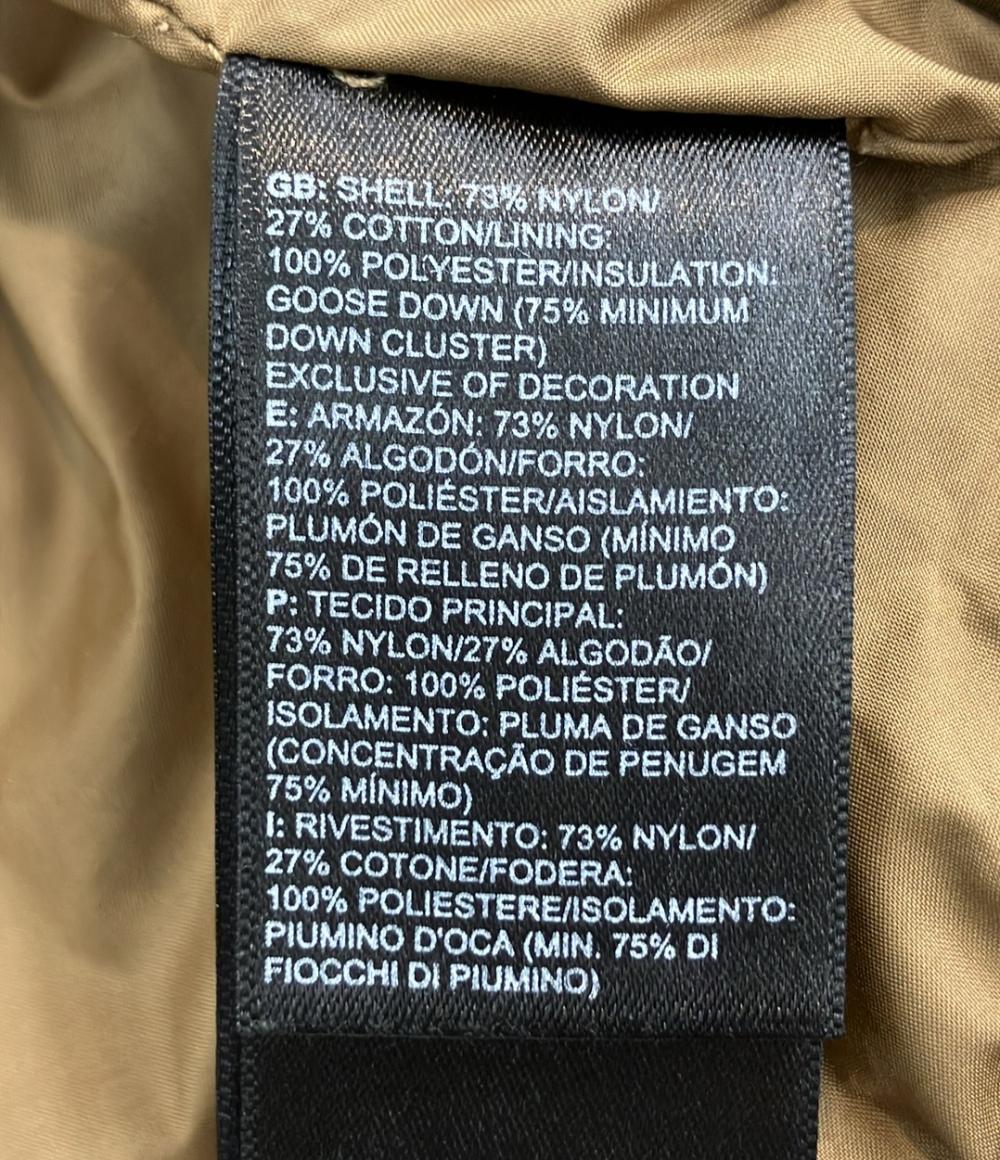 GB: SHELL: 73% NYLON/
27% COTTON/LINING:
100% POLYESTER/INSULATION:
GOOSE DOWN (75% MINIMUM
DOWN CLUSTER)
EXCLUSIVE OF DECORATION
E: ARMAZÓN: 73% NYLON/
27% ALGODÓN/FORRO:
100% POLIÉSTER/AISLAMIENTO:
PLUMÓN DE GANSO (MÍNIMO
75% DE RELLENO DE PLUMÓN)
P: TECIDO PRINCIPAL:
73% NYLON/27% ALGODÃO/
FORRO: 100% POLIÉSTER/
ISOLAMENTO: PLUMA DE GANSO
(CONCENTRAÇÃO DE PENUGEM
75% MÍNIMO)
I: RIVESTIMENTO: 73% NYLON/
27% COTONE/FODERA:
100% POLIESTERE/ISOLAMENTO:
PIUMINO D'OCA (MIN. 75% DI
FIOCCHI DI PIUMINO)